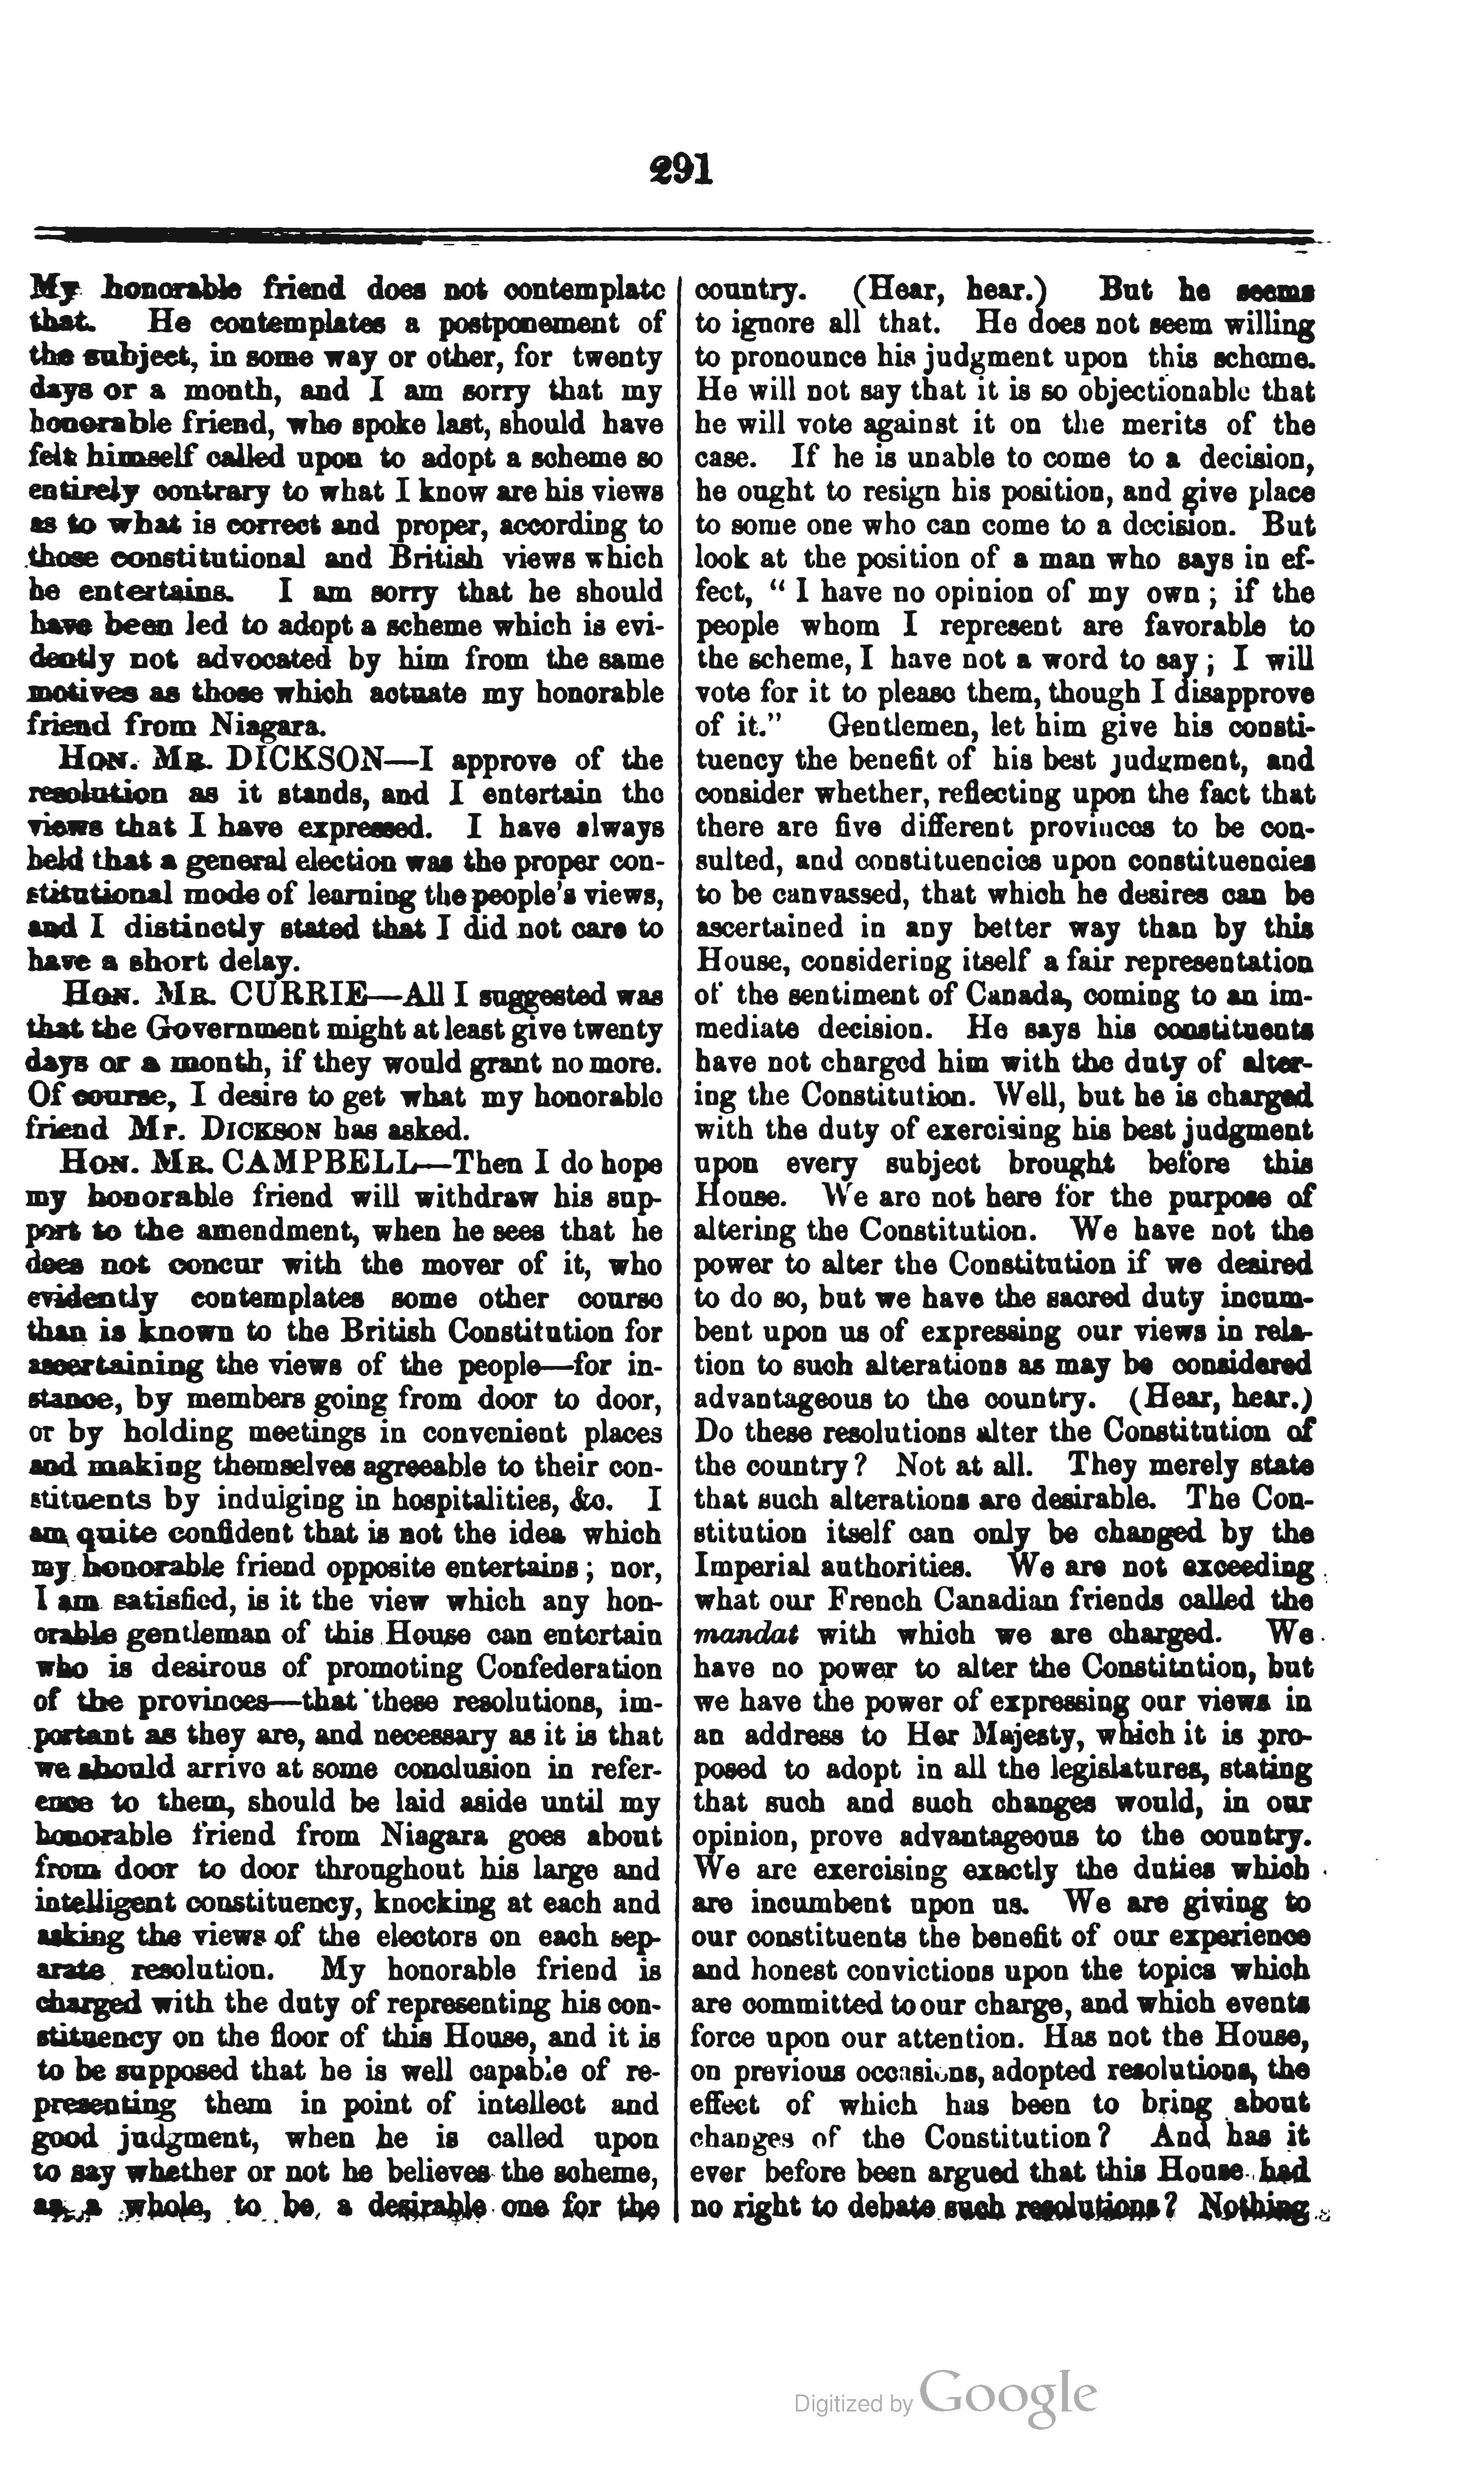 291
My honorable friend does not contemplate
that. He contemplates a postponement of
the subject, in some way or other, for twenty
days or a month, and I am sorry that my
honorable friend, who spoke last, should have
felt himself called upon to adopt a scheme so
entirely contrary to what I know are his views
as to what is correct and proper, according to
those constitutional and British views which
he entertains. I am sorry that he should
have been led to adopt a scheme which is evi-
dently not advocated by him from the same
motives as those which actuate my honorable
friend from Niagara.
HON. MR. DICKSON—I approve of the
resolution as it stands, and I entertain the
views that I have expressed. I have always
held that a general election was the proper con-
stitutional mode of learning the people's views,
and I distinctly stated that I did not care to
have a short delay.
HON. MR. CURRIE—All I suggested was
that the Government might at least give twenty
days or a month, if they would grant no more.
Of course, I desire to get what my honorable
friend Mr. DICKSON has asked.
HON. MR. CAMPBELL—Then I do hope
my honorable friend will withdraw his sup-
port to the amendment, when he sees that he
does not concur with the mover of it, who
evidently contemplates some other course
than is known to the British Constitution for
ascertaining the views of the people—for in-
stance, by members going from door to door,
or by holding meetings in convenient places
and making themselves agreeable to their con-
stituents by indulging in hospitalities, &c. I
am quite confident that is not the idea which
my honorable friend opposite entertains; nor,
I am satisfied, is it the view which any hon-
orable gentleman of this House can entertain
who is desirous of promoting Confederation
of the provinces—that these resolutions, im-
portant as they are, and necessary as it is that
we should arrive at some conclusion in refer-
ence to them, should be laid aside until my
honorable friend from Niagara goes about
from door to door throughout his large and
intelligent constituency, knocking at each and
asking the views of the electors on each sep-
arate resolution. My honorable friend is
charged with the duty of representing his con-
stituency on the floor of this House, and it is
to be supposed that he is well capable of re-
presenting them in point of intellect and
good judgment, when he is called upon
to say whether or not he believes the scheme,
as a whole, to be a desirable one for the
country. (Hear, hear.) But he seems
to ignore all that. He does not seem willing
to pronounce his judgment upon this scheme.
He will not say that it is so objectionable that
he will vote against it on the merits of the
case. If he is unable to come to a decision,
he ought to resign his position, and give place
to some one who can come to a decision. But
look at the position of a man who says in ef-
fect, "I have no opinion of my own; if the
people whom I represent are favorable to
the scheme, I have not a word to say; I will
vote for it to please them, though I disapprove
of it." Gentlemen, let him give his consti-
tuency the benefit of his best judgment, and
consider whether, reflecting upon the fact that
there are five different provinces to be con-
sulted, and constituencies upon constituencies
to be canvassed, that which he desires can be
ascertained in any better way than by this
House, considering itself a fair representation
of the sentiment of Canada, coming to an im-
mediate decision. He says his constituents
have not charged him with the duty of alter-
ing the Constitution. Well, but he is charged
with the duty of exercising his best judgment
upon every subject brought before this
House. We are not here for the purpose of
altering the Constitution. We have not the
power to alter the Constitution if we desired
to do so, but we have the sacred duty incum-
bent upon us of expressing our views in rela-
tion to such alterations as may be considered
advantageous to the country. (Hear, hear.)
Do these resolutions alter the Constitution of
the country? Not at all. They merely state
that such alterations are desirable. The Con-
stitution itself can only be changed by the
Imperial authorities. We are not exceeding
what our French Canadian friends called the
mandat with which we are charged. We
have no power to alter the Constitution, but
we have the power of expressing our views in
an address to Her Majesty, which it is pro-
posed to adopt in all the legislatures, stating
that such and such changes would, in our
opinion, prove advantageous to the country.
We are exercising exactly the duties which
are incumbent upon us. We are giving to
our constituents the benefit of our experience
and honest convictions upon the topics which
are committed to our charge, and which events
force upon our attention. Has not the House,
on previous occasions, adopted resolutions, the
effect of which has been to bring about
changes of the Constitution? And has it
ever before been argued that this House had
no right to debate such resolutions? Nothing
Digitized by Google